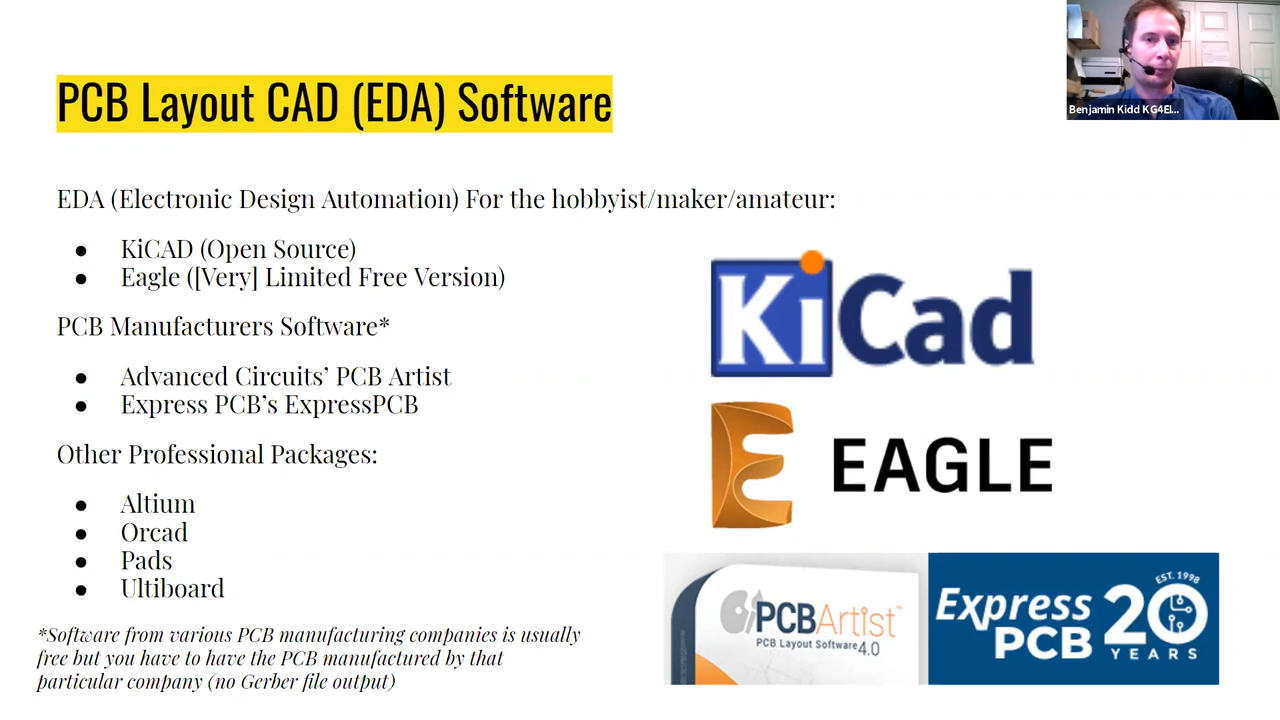 PCB Layout CAD (EDA) Software
Benjamin Kidd KG4EI...
EDA (Electronic Design Automation) For the hobbyist/maker/amateur:
● KiCAD (Open Source)
● Eagle ([Very] Limited Free Version)
PCB Manufacturers Software*
● Advanced Circuits’ PCB Artist
● Express PCB’s ExpressPCB
Other Professional Packages:
● Altium
● Orcad
● Pads
● Ultiboard
*Software from various PCB manufacturing companies is usually
free but you have to have the PCB manufactured by that
particular company (no Gerber file output)
KiCad
E EAGLE
PCBArtist™
PCB Layout Software 4.0
Express
PCB
EST. 1998
20
YEARS